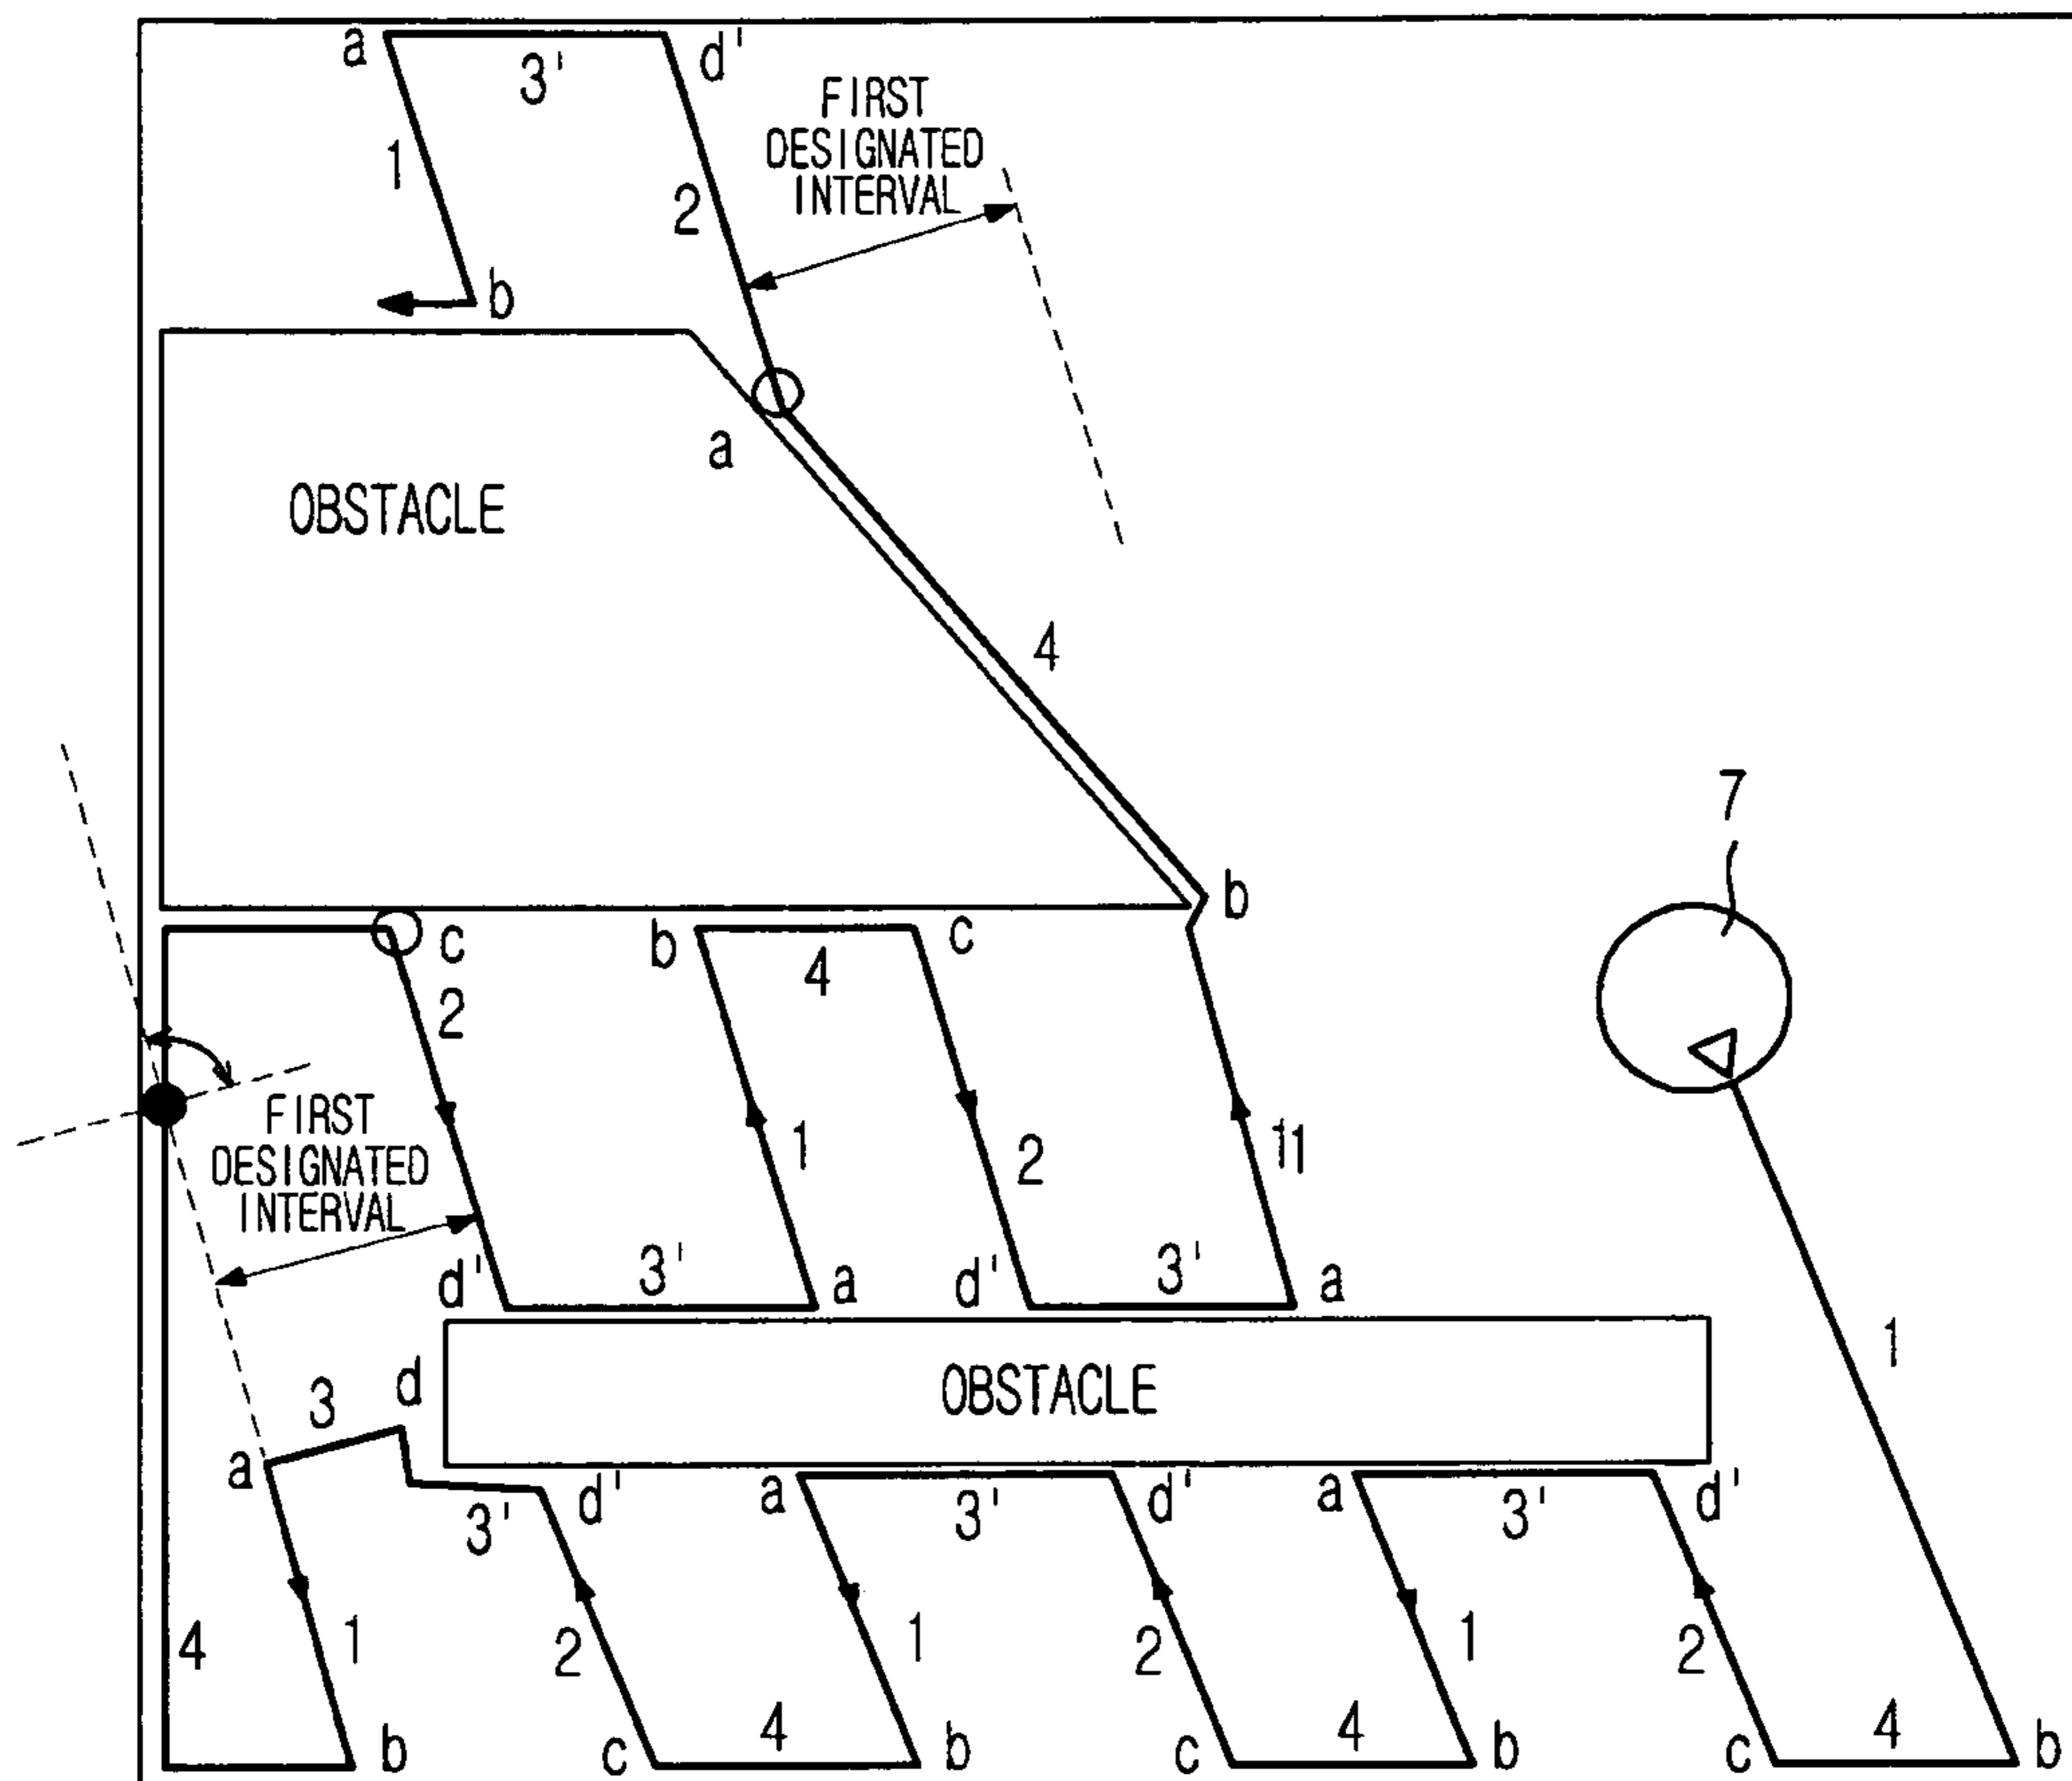 a
3'
d'
FIRST
DESIGNATED
INTERVAL
1
2
b
a
OBSTACLE
4
7
b
c
b
c
4
2
FIRST
DESIGNATED
INTERVAL
1
2
11
d'
3'
a
d'
3'
a
1
d
OBSTACLE
3
a
3'
d'
a
3'
d'
a
3'
d'
4
1
2
1
2
1
2
b
c
4
b
c
4
b
c
4
b